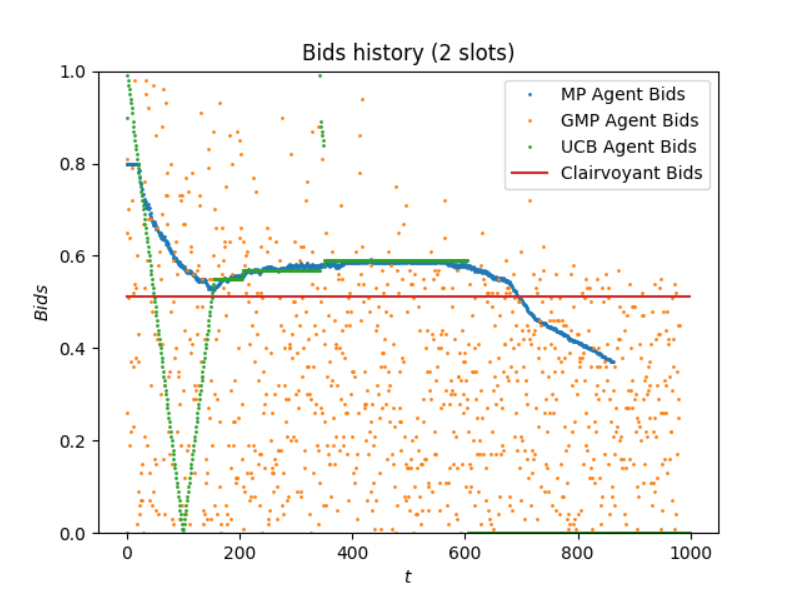 Bids history (2 slots)
1.0
0.8
0.6
0.4
0.2
0.0
Bids
MP Agent Bids
GMP Agent Bids
UCB Agent Bids
Clairvoyant Bids
0 200 400 600 800 1000
t